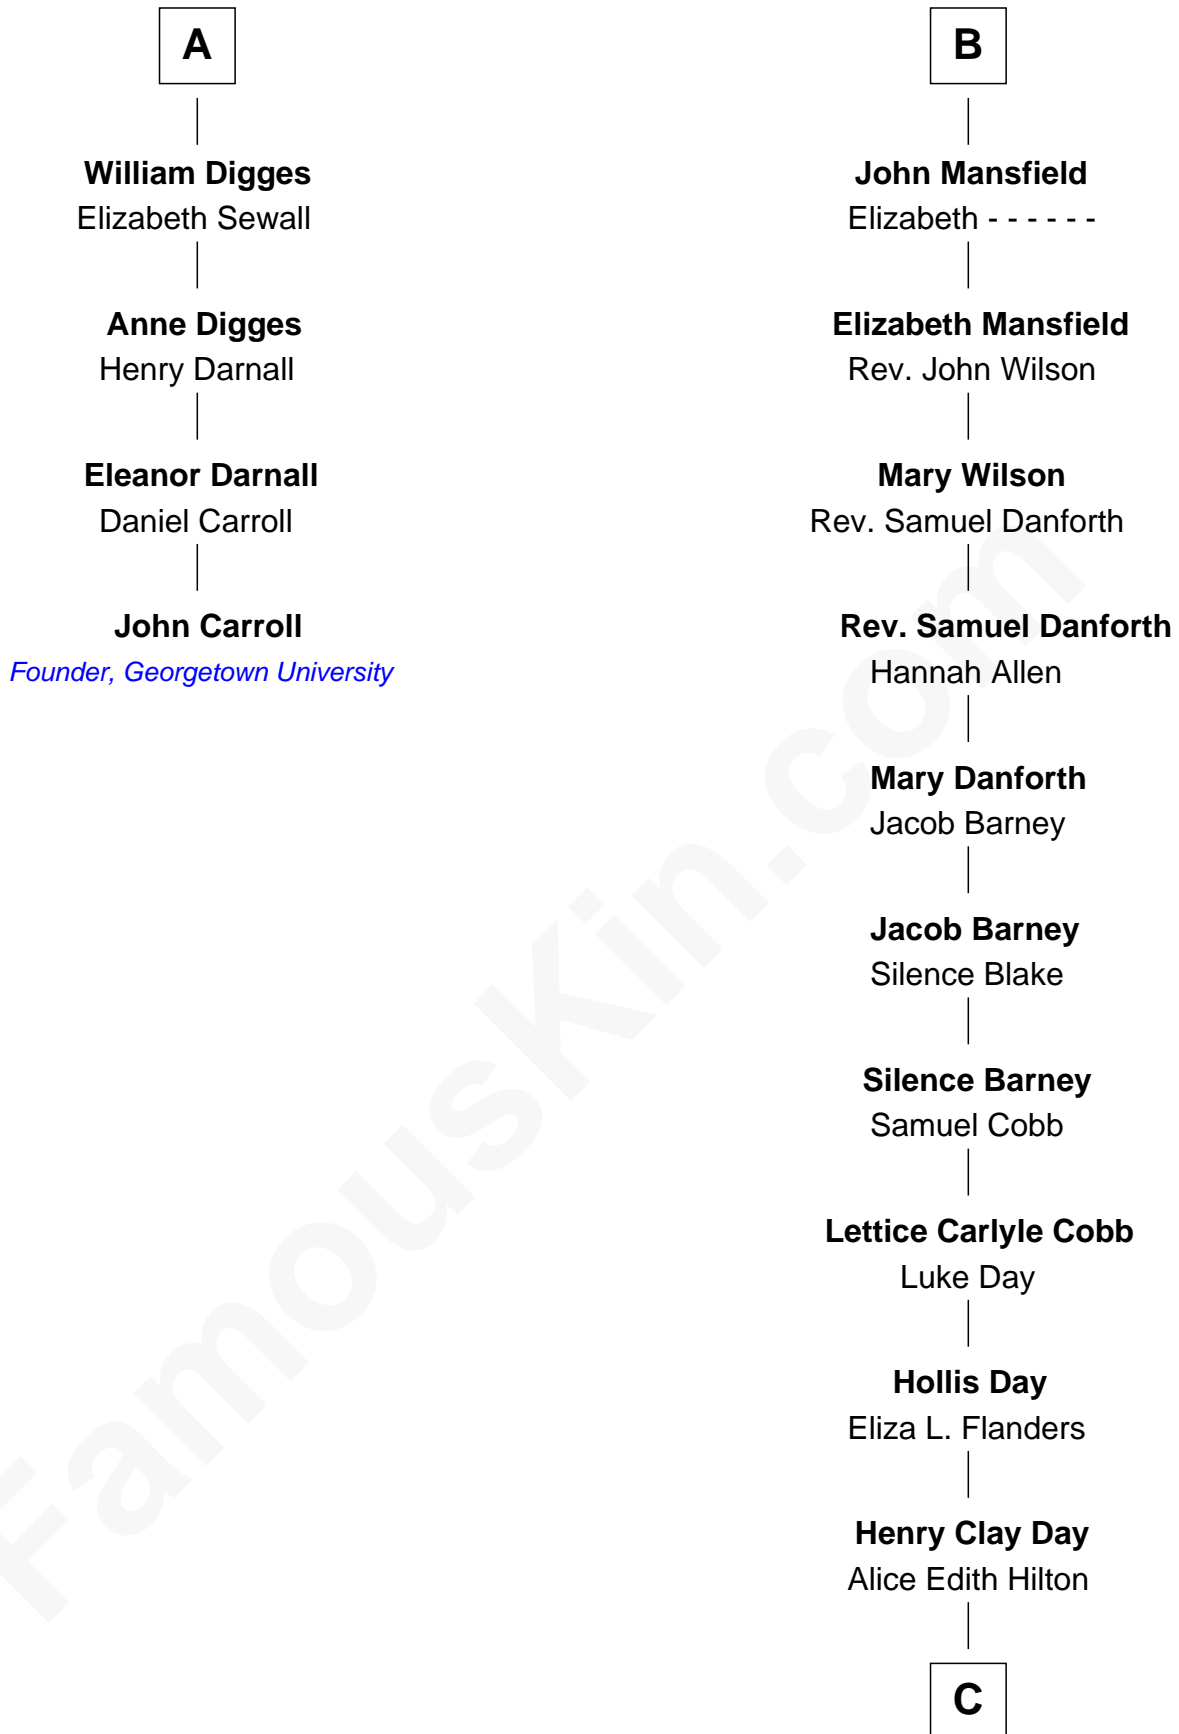 A
William Digges
Elizabeth Sewall
Anne Digges
Henry Darnall
Eleanor Darnall
Daniel Carroll
John Carroll
Founder, Georgetown University
B
John Mansfield
Elizabeth - - - - - -
Elizabeth Mansfield
Rev. John Wilson
Mary Wilson
Rev. Samuel Danforth
Rev. Samuel Danforth
Hannah Allen
Mary Danforth
Jacob Barney
Jacob Barney
Silence Blake
Silence Barney
Samuel Cobb
Lettice Carlyle Cobb
Luke Day
Hollis Day
Eliza L. Flanders
Henry Clay Day
Alice Edith Hilton
C
FamousKin.com